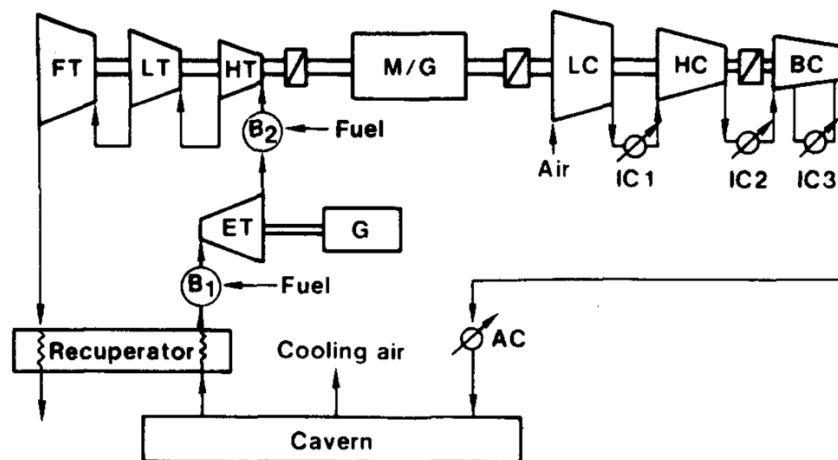 FT
LT
HT
M/G
LC
HC
BC
B2
Fuel
Air
IC1
IC2
IC3
ET
G
B1
Fuel
AC
Recuperator
Cooling air
Cavern